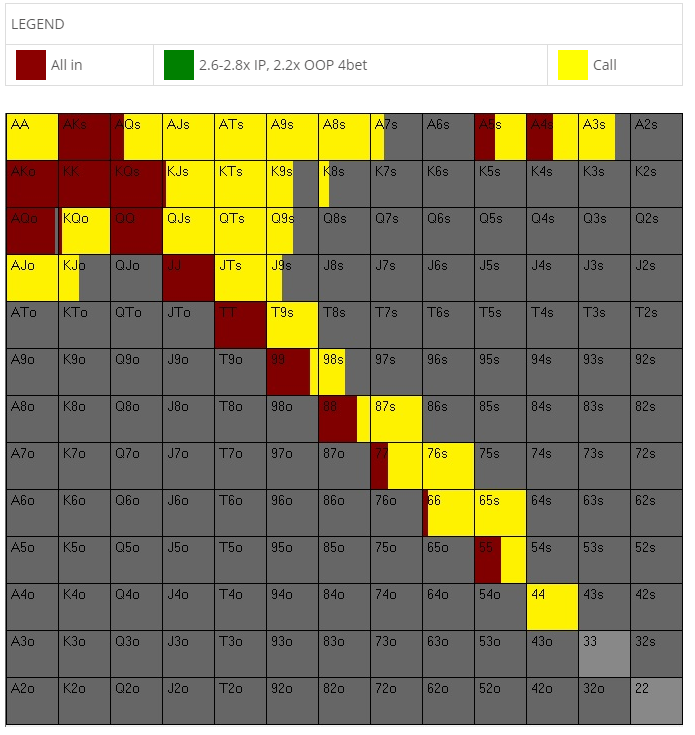 LEGEND
All in 2.6-2.8x IP, 2.2x OOP 4bet Call
AA AKs AQs AJs ATs A9s A8s A7s A6s A5s A4s A3s A2s
AKo KK KQs KJs KTs K9s K8s K7s K6s K5s K4s K3s K2s
AQo KQo QQ QJs QTs Q9s Q8s Q7s Q6s Q5s Q4s Q3s Q2s
AJo KJo QJo JJ JTs J9s J8s J7s J6s J5s J4s J3s J2s
ATo KTo QTo JTo TT T9s T8s T7s T6s T5s T4s T3s T2s
A9o K9o Q9o J9o T9o 99 98s 97s 96s 95s 94s 93s 92s
A8o K8o Q8o J8o T8o 98o 88 87s 86s 85s 84s 83s 82s
A7o K7o Q7o J7o T7o 97o 87o 77 76s 75s 74s 73s 72s
A6o K6o Q6o J6o T6o 96o 86o 76o 66 65s 64s 63s 62s
A5o K5o Q5o J5o T5o 95o 85o 75o 65o 55 54s 53s 52s
A4o K4o Q4o J4o T4o 94o 84o 74o 64o 54o 44 43s 42s
A3o K3o Q3o J3o T3o 93o 83o 73o 63o 53o 43o 33 32s
A2o K2o Q2o J2o T2o 92o 82o 72o 62o 52o 42o 32o 22